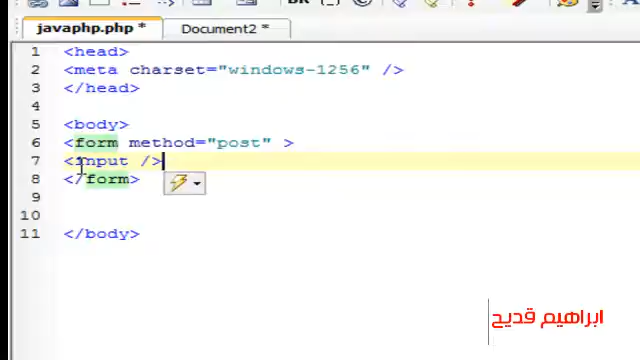 javaphp.php * Document2 *
1 <head>
2 <meta charset="windows-1256" />
3 </head>
4
5 <body>
6 <form method="post" >
7 <input />
8 </form>
9
10
11 </body>
ابراهيم قديح